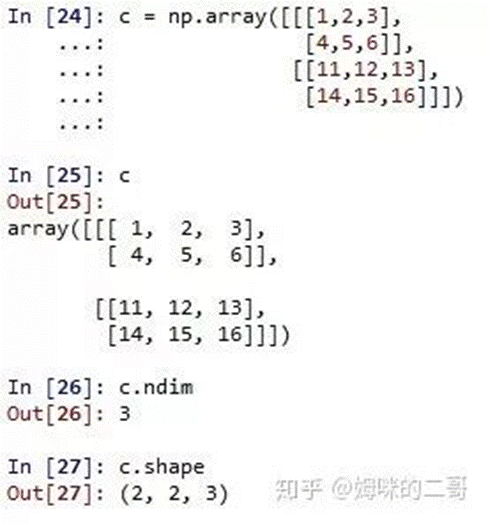 In [24]: c = np.array([[[1,2,3],
    ...:                [4,5,6]],
    ...:               [[11,12,13],
    ...:                [14,15,16]]])
    ...:
In [25]: c
Out[25]:
array([[[ 1,  2,  3],
        [ 4,  5,  6]],
       [[11, 12, 13],
        [14, 15, 16]]])
In [26]: c.ndim
Out[26]: 3
In [27]: c.shape
Out[27]: (2, 2, 3)
知乎 @姆咪的二哥